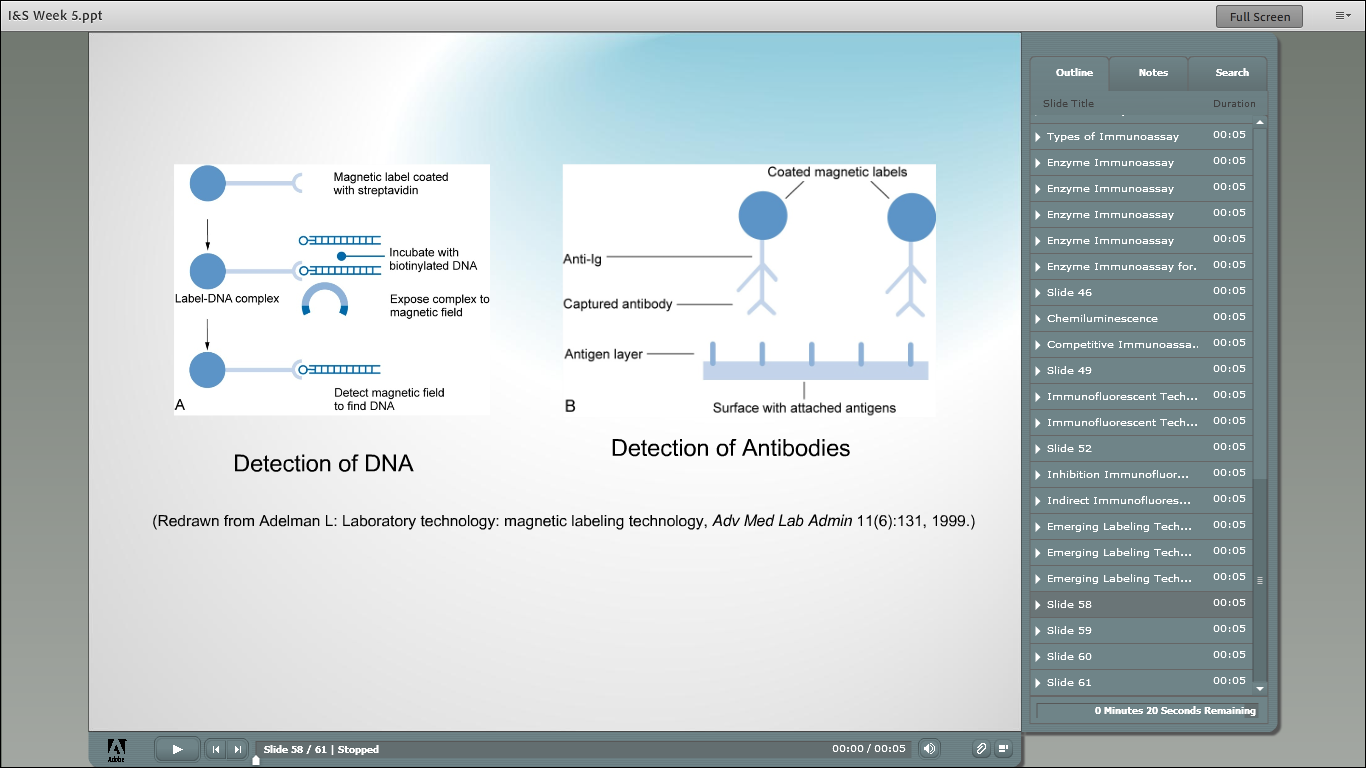 I&S Week 5.ppt
Full Screen
Magnetic label coated
with streptavidin
Incubate with
biotinylated DNA
Label-DNA complex
Expose complex to
magnetic field
Detect magnetic field
to find DNA
A
Detection of DNA
Coated magnetic labels
Anti-Ig
Captured antibody
Antigen layer
B
Surface with attached antigens
Detection of Antibodies
(Redrawn from Adelman L: Laboratory technology: magnetic labeling technology, Adv Med Lab Admin 11(6):131, 1999.)
Outline Notes Search
Slide Title Duration
Types of Immunoassay 00:05
Enzyme Immunoassay 00:05
Enzyme Immunoassay 00:05
Enzyme Immunoassay 00:05
Enzyme Immunoassay 00:05
Enzyme Immunoassay for. 00:05
Slide 46 00:05
Chemiluminescence 00:05
Competitive Immunoassa.. 00:05
Slide 49 00:05
Immunofluorescent Tech... 00:05
Immunofluorescent Tech... 00:05
Slide 52 00:05
Inhibition Immunofluor... 00:05
Indirect Immunofluores... 00:05
Emerging Labeling Tech... 00:05
Emerging Labeling Tech... 00:05
Emerging Labeling Tech... 00:05
Slide 58 00:05
Slide 59 00:05
Slide 60 00:05
Slide 61 00:05
0 Minutes 20 Seconds Remaining
Adobe
Slide 58 / 61 | Stopped
00:00 / 00:05